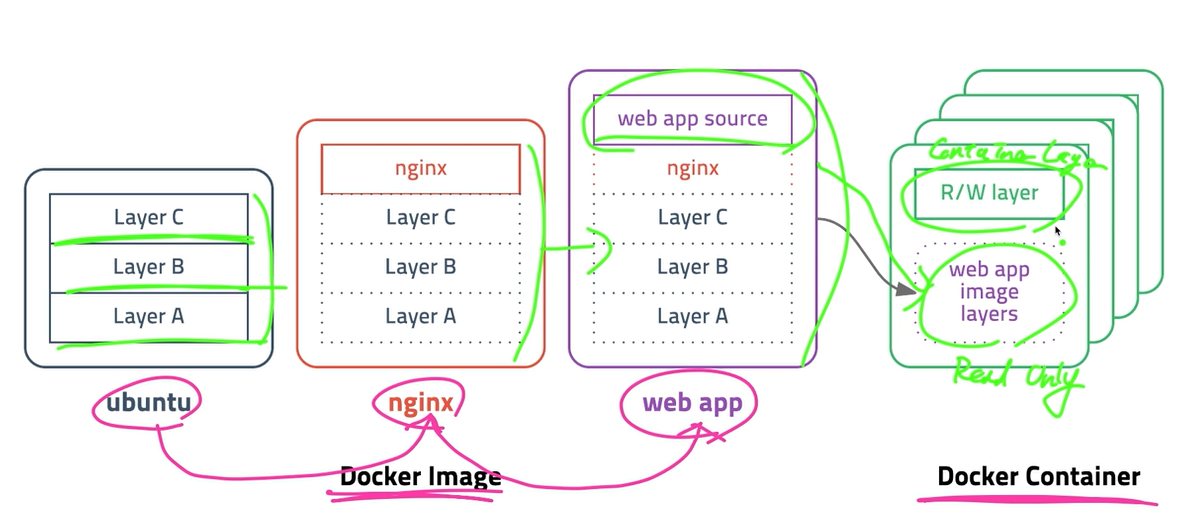 Layer C
Layer B
Layer A
ubuntu
nginx
Layer C
Layer B
Layer A
nginx
web app source
nginx
Layer C
Layer B
Layer A
web app
Docker Image
Container Layer
R/W layer
web app
image
layers
Read Only
Docker Container